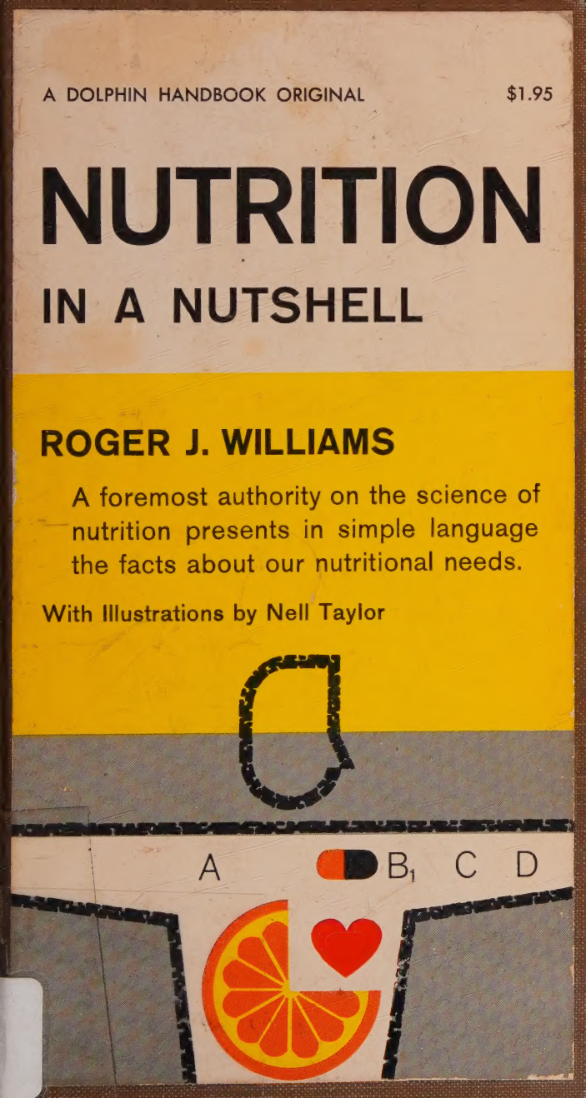 A DOLPHIN HANDBOOK ORIGINAL $1.95
NUTRITION
IN A NUTSHELL
ROGER J. WILLIAMS
A foremost authority on the science of
nutrition presents in simple language
the facts about our nutritional needs.
With Illustrations by Nell Taylor
A B₁ C D